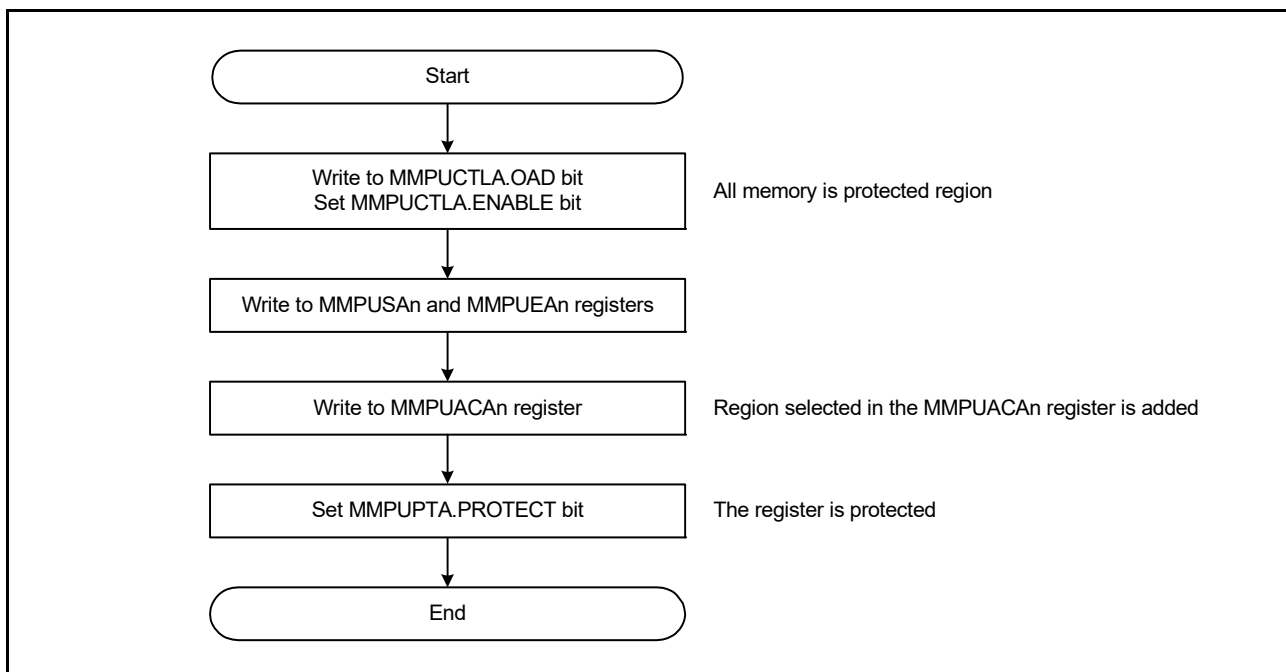 Start
Write to MMPUCTLA.OAD bit
Set MMPUCTLA.ENABLE bit
All memory is protected region
Write to MMPUSAn and MMPUEAn registers
Write to MMPUACAn register
Region selected in the MMPUACAn register is added
Set MMPUPTA.PROTECT bit
The register is protected
End